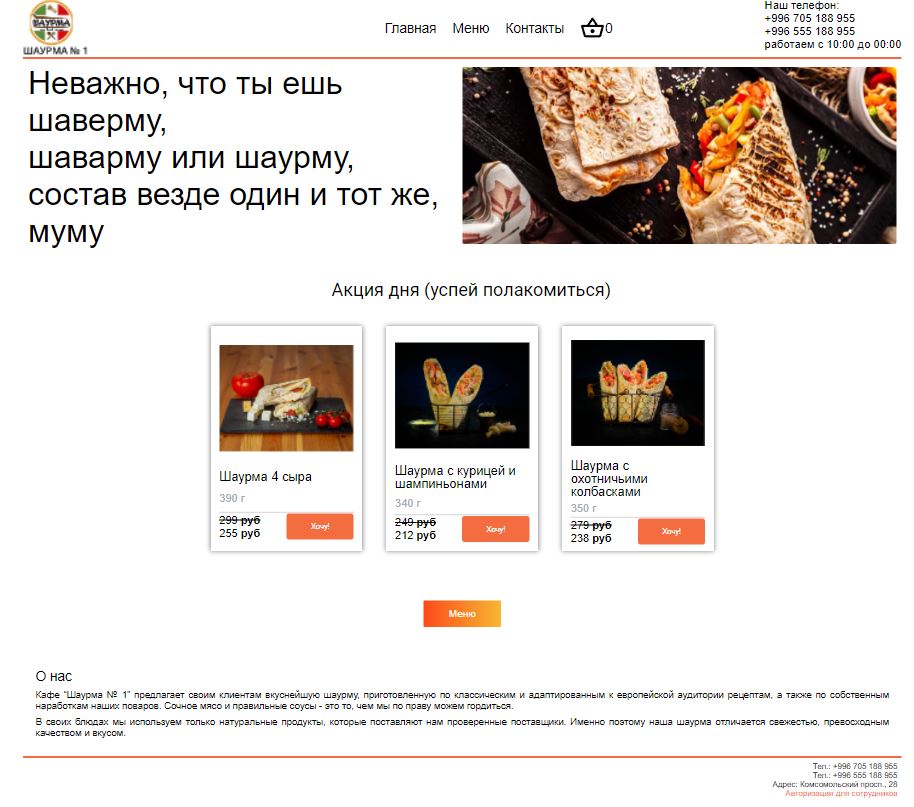 ШАУРМА
ШАУРМА № 1
Главная Меню Контакты 0
Наш телефон:
+996 705 188 955
+996 555 188 955
работаем с 10:00 до 00:00
Неважно, что ты ешь
шаверму,
шаварму или шаурму,
состав везде один и тот же,
муму
Акция дня (успей полакомиться)
Шаурма 4 сыра
390 г
299 руб
255 руб
Хочу!
Шаурма с курицей и
шампиньонами
340 г
249 руб
212 руб
Хочу!
Шаурма с
охотничьими
колбасками
350 г
279 руб
238 руб
Хочу!
Меню
О нас
Кафе “Шаурма № 1” предлагает своим клиентам вкуснейшую шаурму, приготовленную по классическим и адаптированным к европейской аудитории рецептам, а также по собственным
наработкам наших поваров. Сочное мясо и правильные соусы - это то, чем мы по праву можем гордиться.
В своих блюдах мы используем только натуральные продукты, которые поставляют нам проверенные поставщики. Именно поэтому наша шаурма отличается свежестью, превосходным
качеством и вкусом.
Тел.: +996 705 188 955
Тел.: +996 555 188 955
Адрес: Комсомольский просп., 28
Авторизация для сотрудников